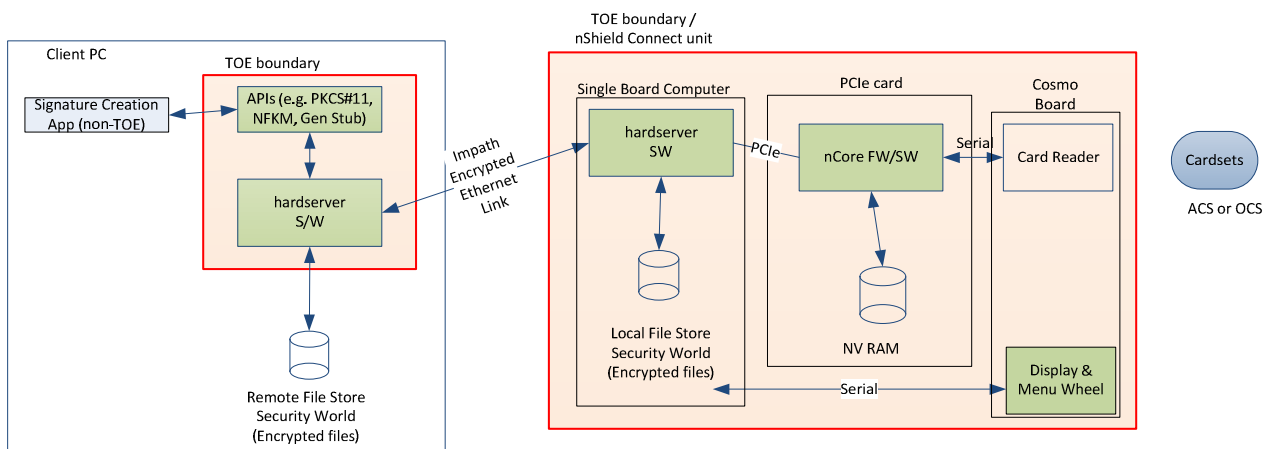 TOE boundary /
nShield Connect unit
Client PC
TOE boundary
Signature Creation
App (non-TOE)
APIs (e.g. PKCS#11,
NFKM, Gen Stub)
hardserver
S/W
Remote File Store
Security World
(Encrypted files)
Impath
Encrypted
Ethernet
Link
Single Board Computer
hardserver
SW
Local File Store
Security World
(Encrypted files)
PCIe
PCIe card
nCore FW/SW
NV RAM
Serial
Cosmo
Board
Card Reader
Serial
Display &
Menu Wheel
Cardsets
ACS or OCS